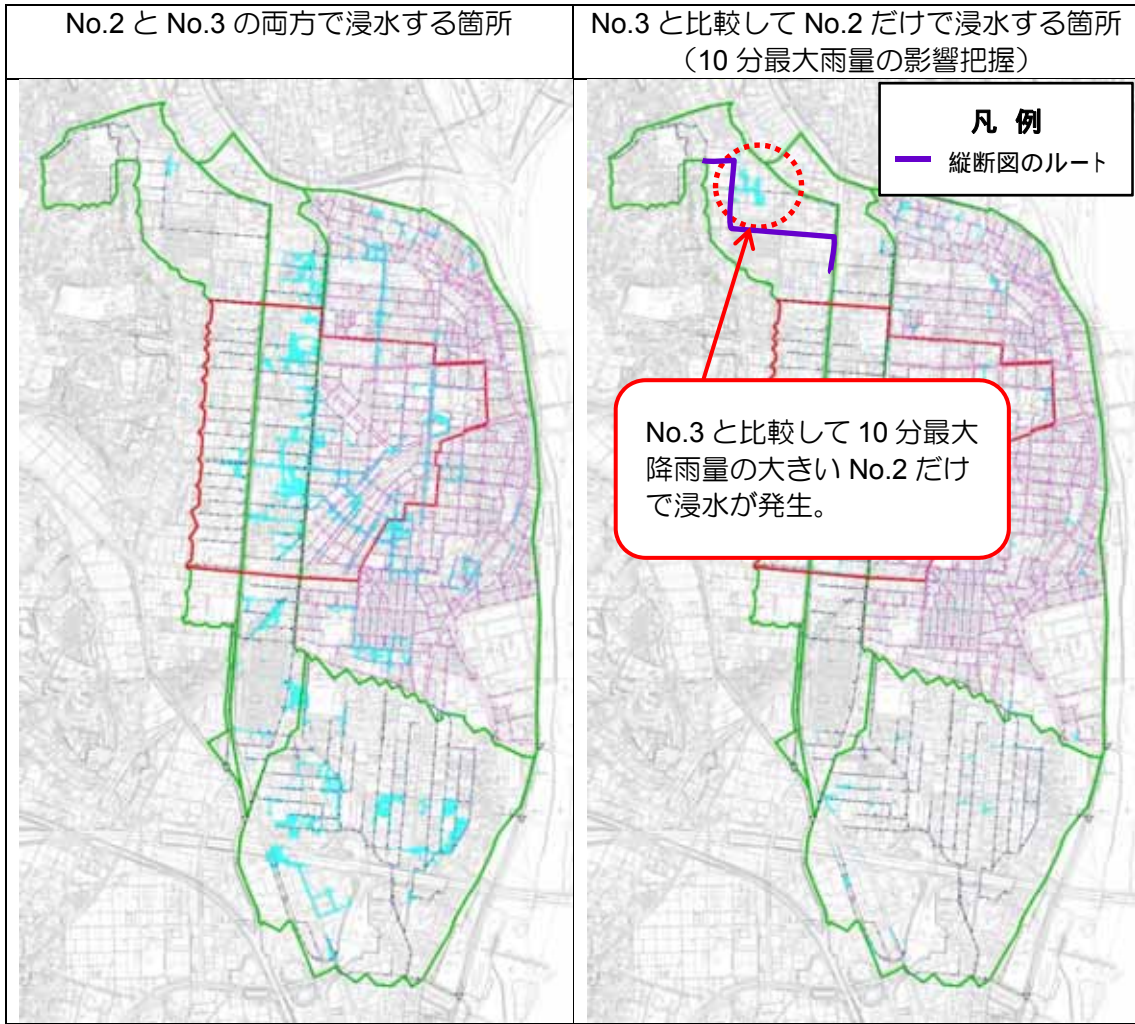 No.2 と No.3 の両方で浸水する箇所
No.3 と比較して No.2 だけで浸水する箇所
（10 分最大雨量の影響把握）
凡 例
縦断図のルート
No.3 と比較して 10 分最大
降雨量の大きい No.2 だけ
で浸水が発生。